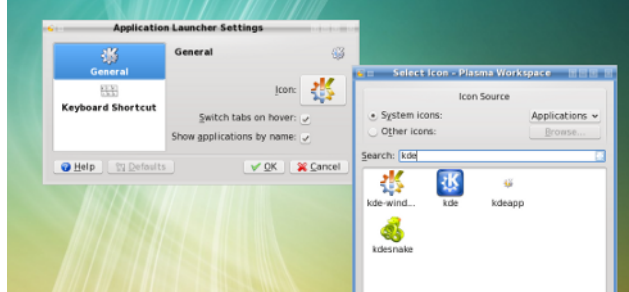 Application Launcher Settings
General
General
Icon:
Keyboard Shortcut
Switch tabs on hover:
Show applications by name:
Help
Defaults
OK
Cancel
Select Icon - Plasma Workspace
Icon Source
System icons:
Applications
Other icons:
Browse...
Search: kde
kde-wind...
kde
kdeapp
kdesnake